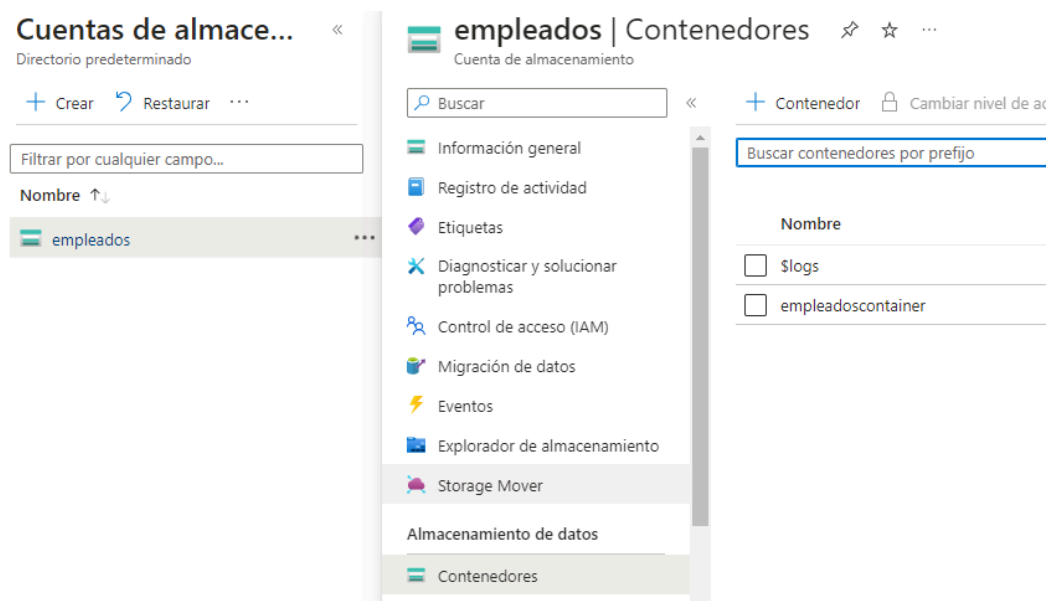 Cuentas de almace...
«
Directorio predeterminado
+ Crear Restaurar ...
Filtrar por cualquier campo...
Nombre ↑↓
empleados ...
empleados | Contenedores ...
Cuenta de almacenamiento
Buscar
«
Información general
Registro de actividad
Etiquetas
Diagnosticar y solucionar
problemas
Control de acceso (IAM)
Migración de datos
Eventos
Explorador de almacenamiento
Storage Mover
Almacenamiento de datos
Contenedores
+ Contenedor Cambiar nivel de ac
Buscar contenedores por prefijo
Nombre
$logs
empleadoscontainer